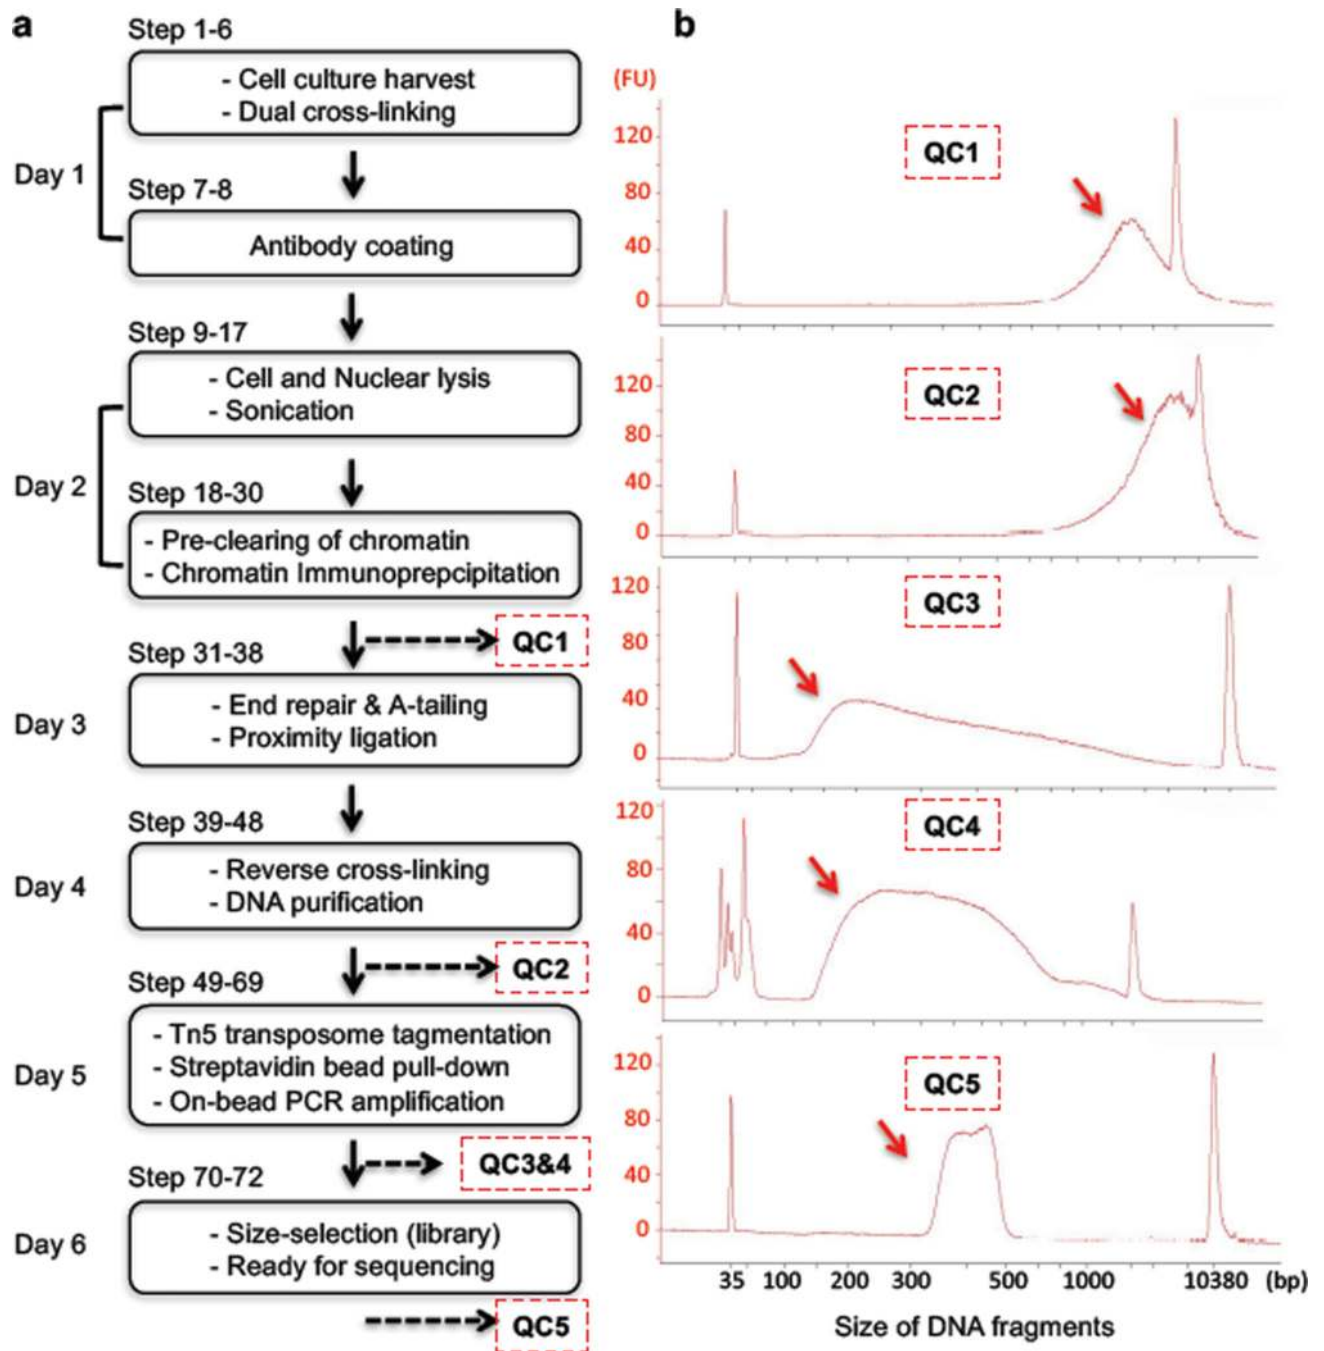 a
Step 1-6
- Cell culture harvest
- Dual cross-linking
Day 1
Step 7-8
Antibody coating
Step 9-17
- Cell and Nuclear lysis
- Sonication
Day 2
Step 18-30
- Pre-clearing of chromatin
- Chromatin Immunoprepcipitation
QC1
Step 31-38
- End repair & A-tailing
- Proximity ligation
Day 3
Step 39-48
- Reverse cross-linking
- DNA purification
Day 4
QC2
Step 49-69
- Tn5 transposome tagmentation
- Streptavidin bead pull-down
- On-bead PCR amplification
Day 5
QC3&4
Step 70-72
- Size-selection (library)
- Ready for sequencing
Day 6
QC5
b
(FU)
120
80
40
0
QC1
120
80
40
0
QC2
120
80
40
0
QC3
120
80
40
0
QC4
120
80
40
0
QC5
35 100 200 300 500 1000 10380 (bp)
Size of DNA fragments